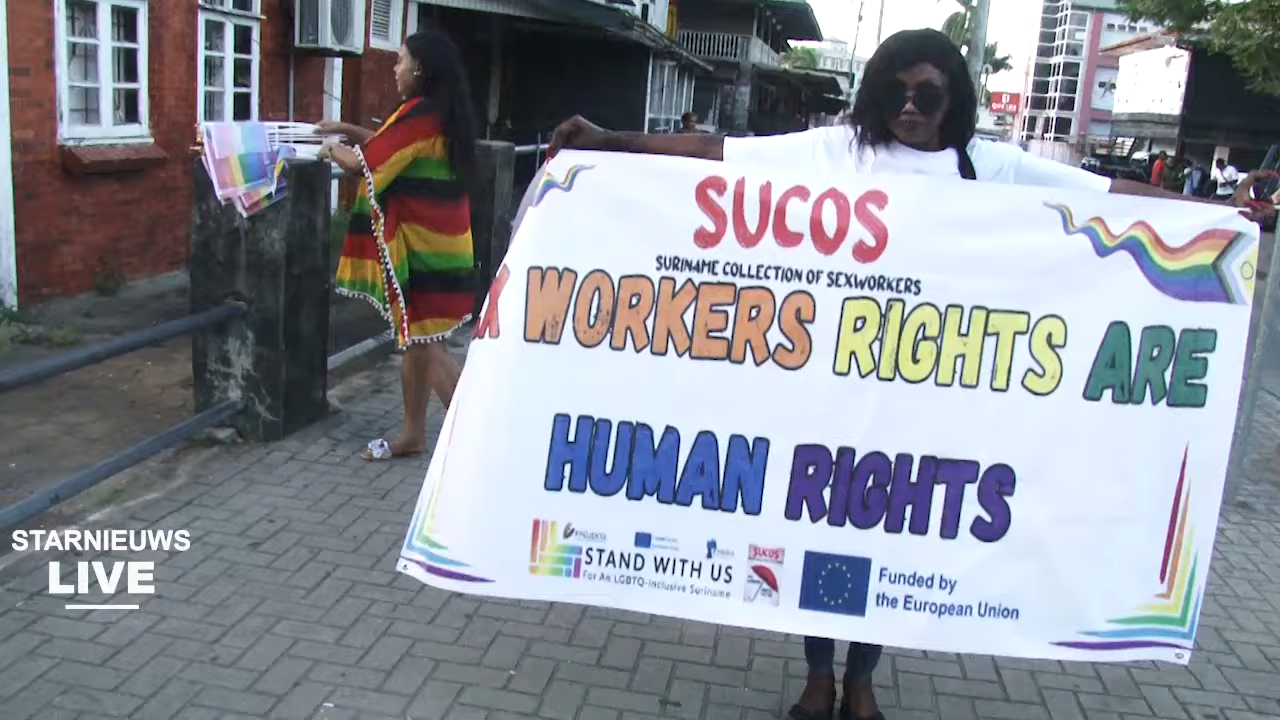 SUCOS
SURINAME COLLECTION OF SEXWORKERS
X WORKERS RIGHTS ARE
HUMAN RIGHTS
STAND WITH US
For An LGBTQ-Inclusive Suriname
SUCOS
Funded by
the European Union
STARNIEUWS
LIVE